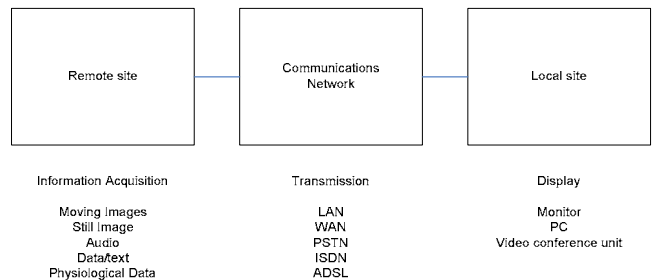 Remote site
Communications
Network
Local site
Information Acquisition
Moving Images
Still Image
Audio
Data/text
Physiological Data
Transmission
LAN
WAN
PSTN
ISDN
ADSL
Display
Monitor
PC
Video conference unit